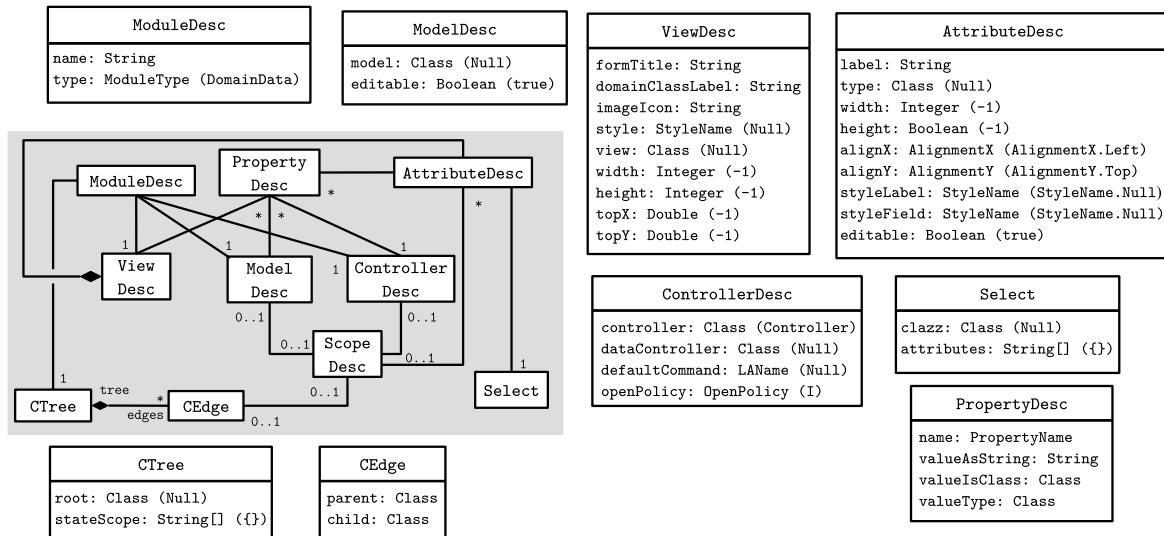 ModuleDesc
name: String
type: ModuleType (DomainData)
ModelDesc
model: Class (Null)
editable: Boolean (true)
ViewDesc
formTitle: String
domainClassLabel: String
imageIcon: String
style: StyleName (Null)
view: Class (Null)
width: Integer (-1)
height: Integer (-1)
topX: Double (-1)
topY: Double (-1)
AttributeDesc
label: String
type: Class (Null)
width: Integer (-1)
height: Boolean (-1)
alignX: AlignmentX (AlignmentX.Left)
alignY: AlignmentY (AlignmentY.Top)
styleLabel: StyleName (StyleName.Null)
styleField: StyleName (StyleName.Null)
editable: Boolean (true)
ModuleDesc
Property
Desc
AttributeDesc
*
* *
*
1
1
1
1
View
Desc
Model
Desc
Controller
Desc
0..1
0..1
0..1
Scope
Desc
0..1
1
tree
0..1
1
CTree
*
edges
CEdge
0..1
Select
ControllerDesc
controller: Class (Controller)
dataController: Class (Null)
defaultCommand: LAName (Null)
openPolicy: OpenPolicy (I)
Select
clazz: Class (Null)
attributes: String[] ({})
PropertyDesc
name: PropertyName
valueAsString: String
valueIsClass: Class
valueType: Class
CTree
root: Class (Null)
stateScope: String[] ({})
CEdge
parent: Class
child: Class